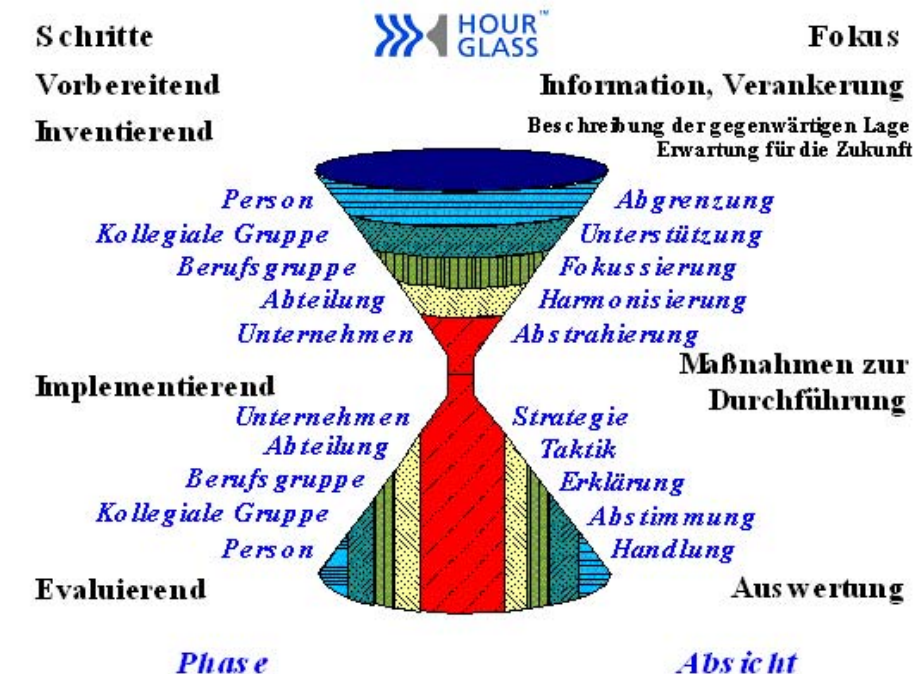 Schritte
HOUR™
GLASS
Fokus
Vorbereitend
Information, Verankerung
Inventierend
Beschreibung der gegenwärtigen Lage
Erwartung für die Zukunft
Person
Abgrenzung
Kollegiale Gruppe
Unterstützung
Berufsgruppe
Fokussierung
Abteilung
Harmonisierung
Unternehmen
Abstrahierung
Maßnahmen zur
Durchführung
Implementierend
Unternehmen
Strategie
Abteilung
Taktik
Berufsgruppe
Erklärung
Kollegiale Gruppe
Abstimmung
Person
Handlung
Evaluierend
Auswertung
Phase
Absicht